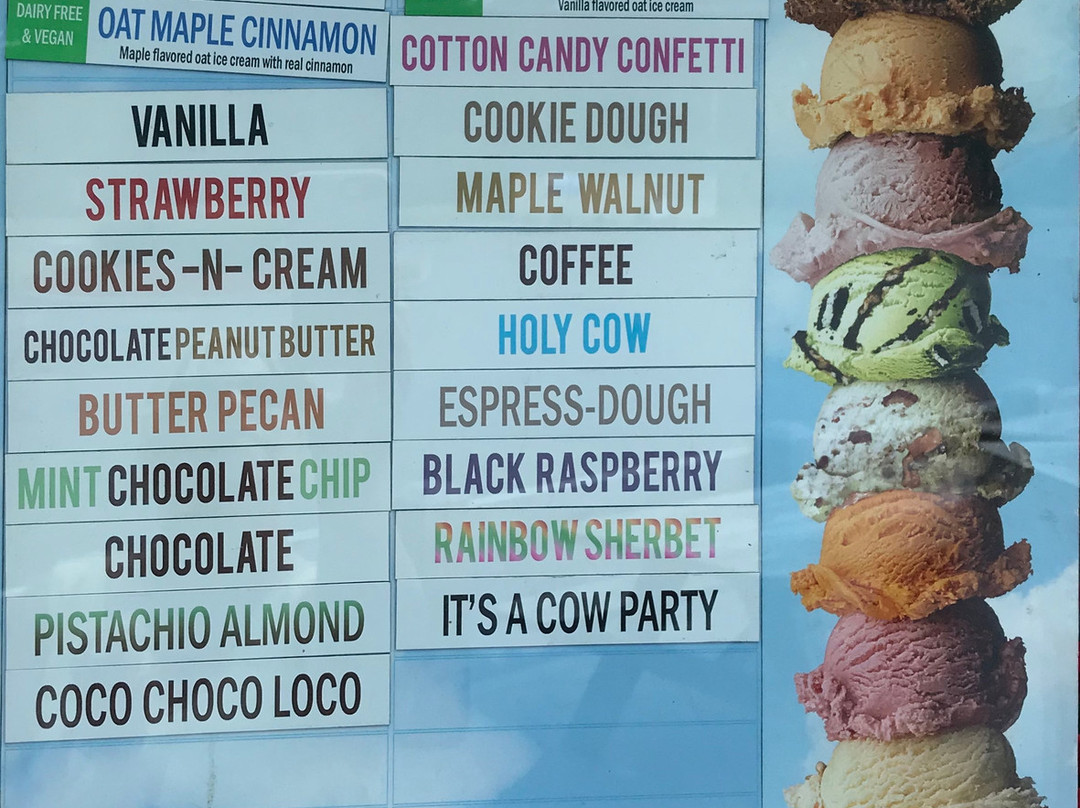 DAIRY FREE
& VEGAN
OAT MAPLE CINNAMON
Maple flavored oat ice cream with real cinnamon
VANILLA
STRAWBERRY
COOKIES -N- CREAM
CHOCOLATE PEANUT BUTTER
BUTTER PECAN
MINT CHOCOLATE CHIP
CHOCOLATE
PISTACHIO ALMOND
COCO CHOCO LOCO
Vanilla flavored oat ice cream
COTTON CANDY CONFETTI
COOKIE DOUGH
MAPLE WALNUT
COFFEE
HOLY COW
ESPRESS-DOUGH
BLACK RASPBERRY
RAINBOW SHERBET
IT'S A COW PARTY